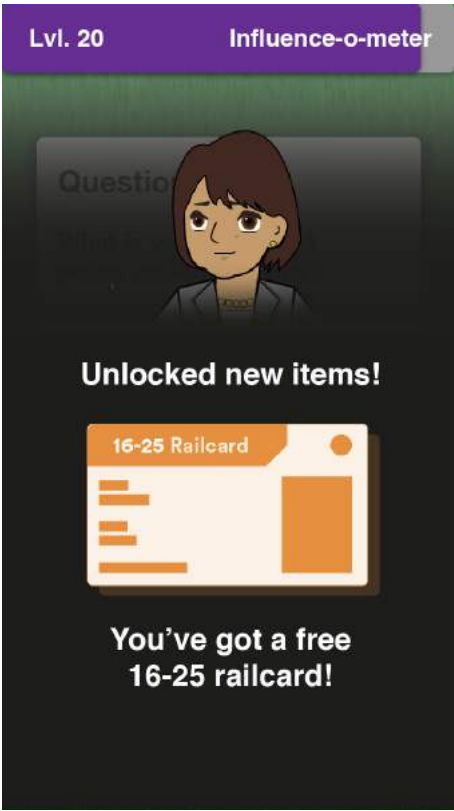 Lvl. 20 Influence-o-meter
Unlocked new items!
16-25 Railcard
You've got a free
16-25 railcard!